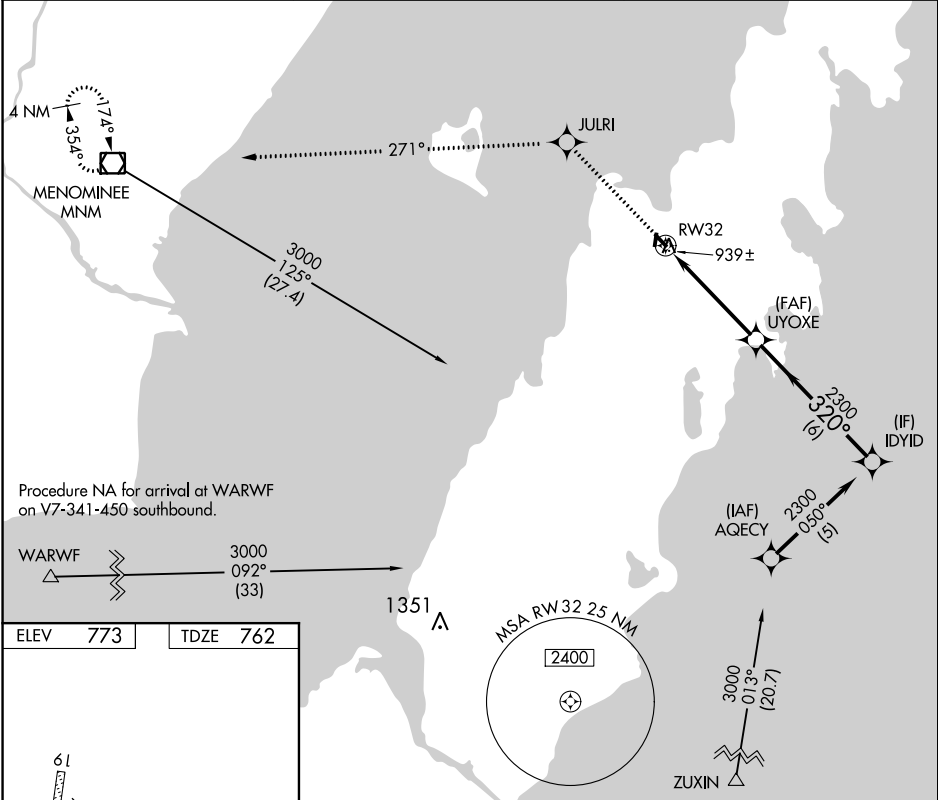 4 NM
174°
354°
MENOMINEE
MNM
JULRI
271°
RW32
939±
3000
125°
(27.4)
(FAF)
UYOXE
2300
320°
(6)
(IF)
IDYID
Procedure NA for arrival at WARWF
on V7-341-450 southbound.
(IAF)
AQECY
2300
050°
(5)
WARWF
3000
092°
(33)
1351
MSA RW32 25 NM
2400
3000
013°
(20.7)
ZUXIN
ELEV 773
TDZE 762
19